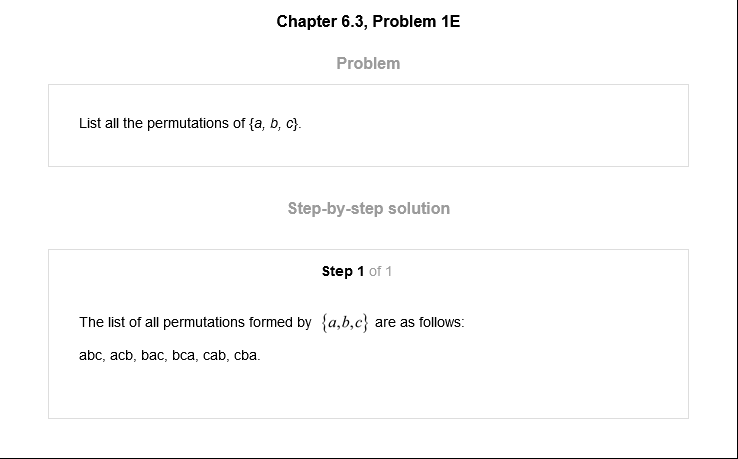 Chapter 6.3, Problem 1E
Problem
List all the permutations of {a, b, c}.
Step-by-step solution
Step 1 of 1
The list of all permutations formed by {a,b,c} are as follows:
abc, acb, bac, bca, cab, cba.